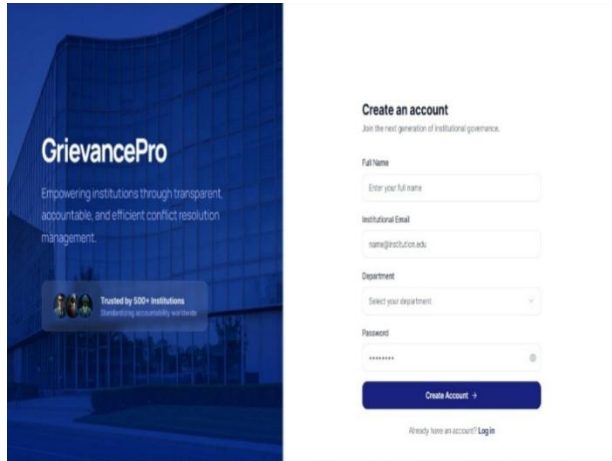 GrievancePro
Empowering institutions through transparent,
accountable, and efficient conflict resolution
management.
Trusted by 500+ institutions
Standardizing accountability worldwide
Create an account
Join the next generation of institutional governance.
Full Name
Enter your full name
Institutional Email
name@institution.edu
Department
Select your department
Password
••••••••
Create Account →
Already have an account? Log in